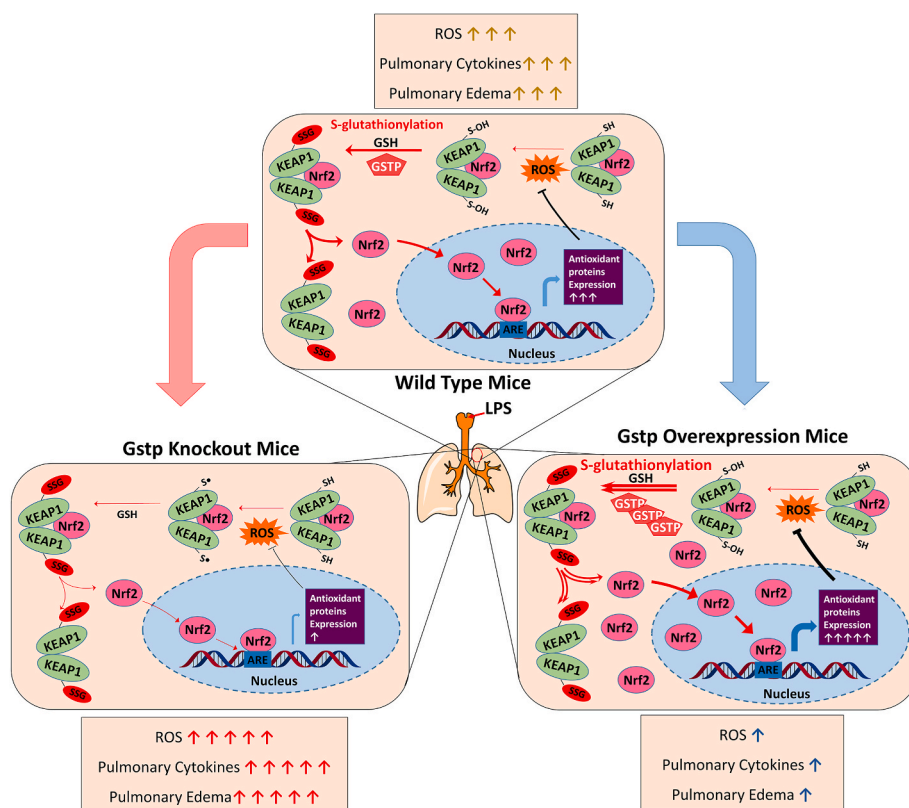 ROS ↑ ↑ ↑
Pulmonary Cytokines ↑ ↑ ↑
Pulmonary Edema ↑ ↑ ↑
SSG
KEAP1
Nrf2
KEAP1
SSG
S-glutathionylation
GSH
GSTP
S-OH
KEAP1
Nrf2
KEAP1
S-OH
ROS
SH
KEAP1
Nrf2
KEAP1
SH
SSG
KEAP1
KEAP1
SSG
Nrf2
Nrf2
Nrf2
Nrf2
Nrf2
ARE
Antioxidant
proteins
Expression
↑↑↑
Nucleus
Wild Type Mice
LPS
Gstp Knockout Mice
SSG
KEAP1
Nrf2
KEAP1
SSG
GSH
S•
KEAP1
Nrf2
KEAP1
S•
ROS
SH
KEAP1
Nrf2
KEAP1
SH
SSG
KEAP1
KEAP1
SSG
Nrf2
Nrf2
Nrf2
ARE
Antioxidant
proteins
Expression
↑
Nucleus
ROS ↑ ↑ ↑ ↑ ↑
Pulmonary Cytokines ↑ ↑ ↑ ↑ ↑
Pulmonary Edema ↑ ↑ ↑ ↑ ↑
Gstp Overexpression Mice
SSG
KEAP1
Nrf2
KEAP1
SSG
S-glutathionylation
GSH
GSTP
GSTP
GSTP
S-OH
KEAP1
Nrf2
KEAP1
S-OH
ROS
SH
KEAP1
Nrf2
KEAP1
SH
SSG
KEAP1
KEAP1
SSG
Nrf2
Nrf2
Nrf2
Nrf2
Nrf2
Nrf2
Nrf2
Nrf2
Nrf2
ARE
Antioxidant
proteins
Expression
↑↑↑↑↑
Nucleus
ROS ↑
Pulmonary Cytokines ↑
Pulmonary Edema ↑